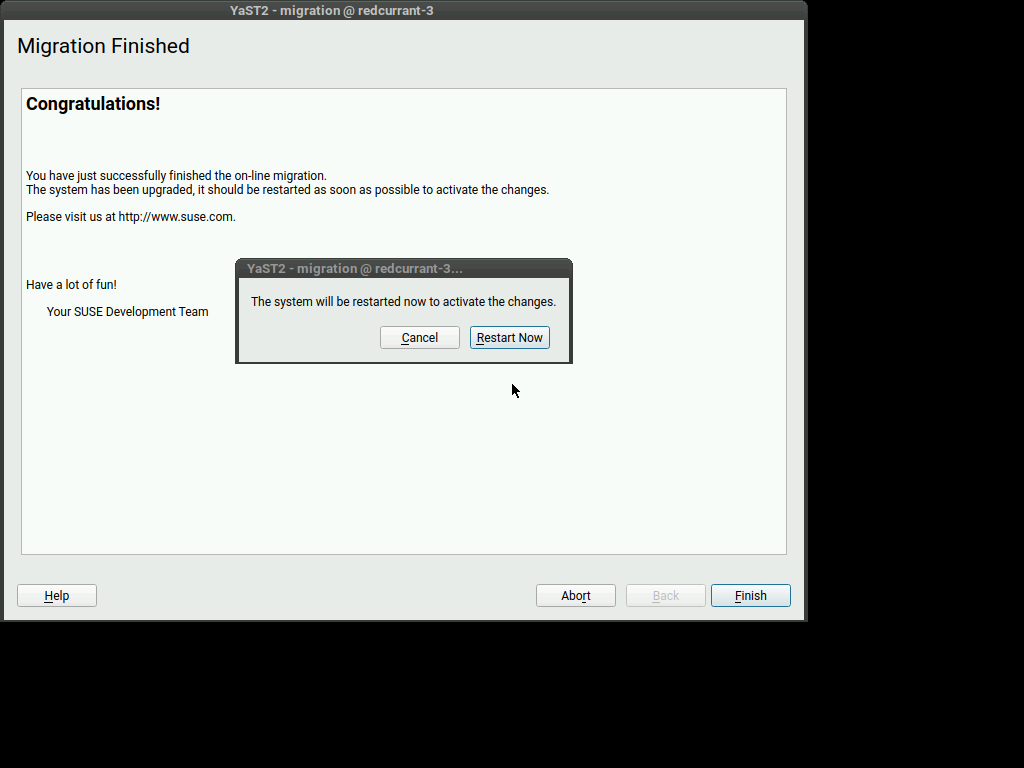 YaST2 - migration @ redcurrant-3
Migration Finished
Congratulations!
You have just successfully finished the on-line migration.
The system has been upgraded, it should be restarted as soon as possible to activate the changes.
Please visit us at http://www.suse.com.
Have a lot of fun!
Your SUSE Development Team
YaST2 - migration @ redcurrant-3...
The system will be restarted now to activate the changes.
Cancel Restart Now
Help Abort Back Finish